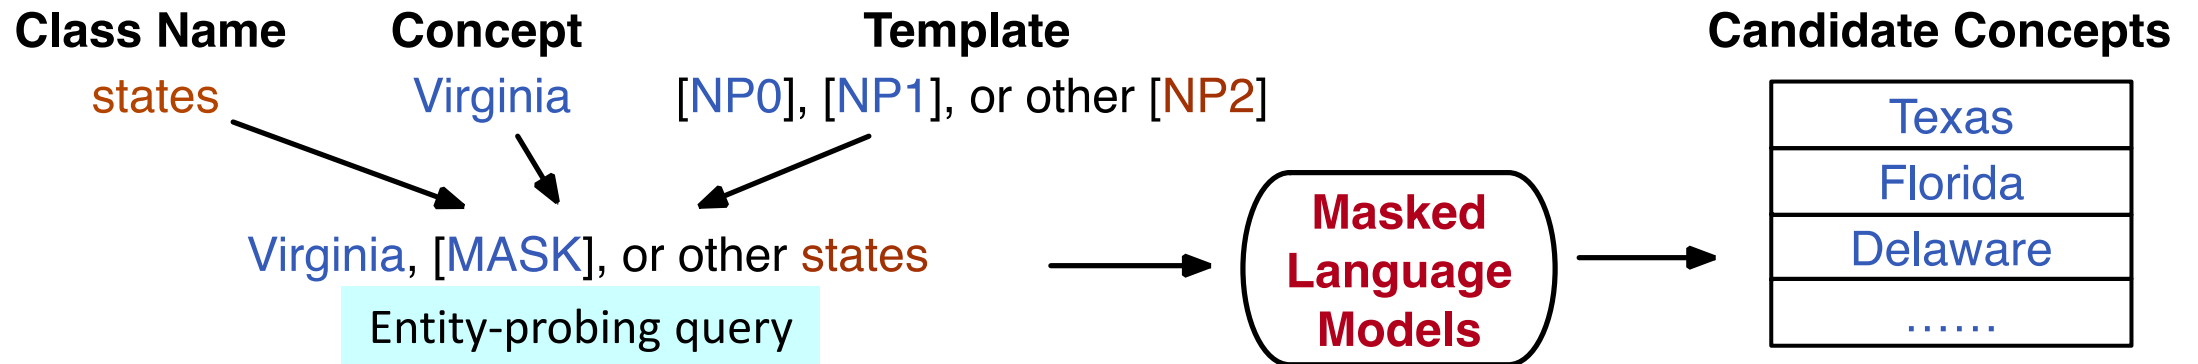 Class Name Concept Template Candidate Concepts
states Virginia [NP0], [NP1], or other [NP2]
Texas
Florida
Delaware
......
Virginia, [MASK], or other states
Entity-probing query
Masked
Language
Models